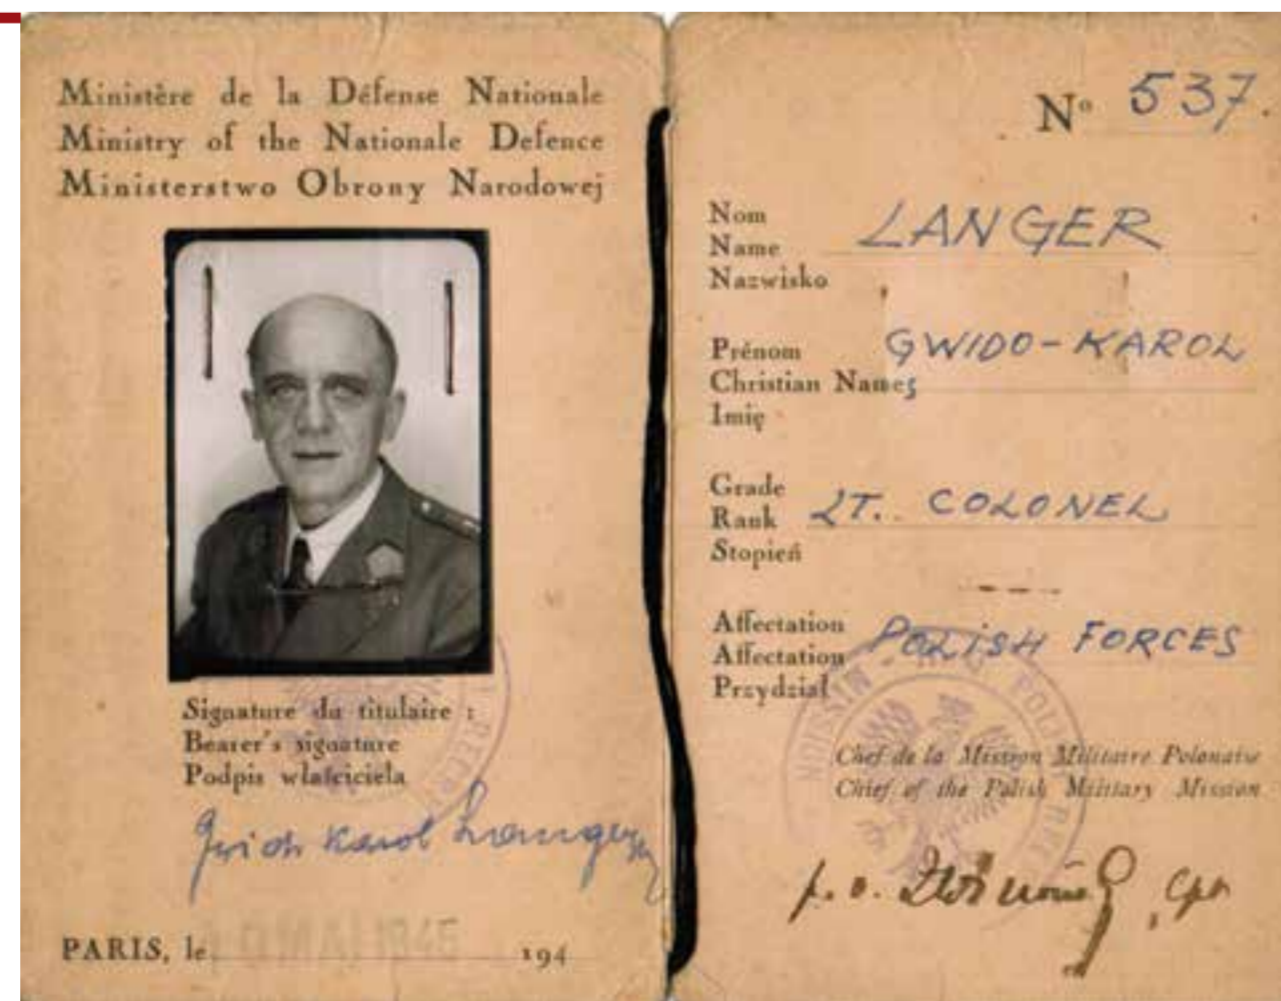 Ministère de la Défense Nationale
Ministry of the Nationale Defence
Ministerstwo Obrony Narodowej
Signature du titulaire :
Bearer's signature
Podpis właściciela
Karol Langer
10 MAI 1945
PARIS, le 194
Nº 537.
Nom
Name LANGER
Nazwisko
Prénom GWIDO-KAROL
Christian Names
Imię
Grade
Rank LT. COLONEL
Stopień
Affectation POLISH FORCES
Affectation
Przydział
Chef de la Mission Militaire Polonaise
Chief of the Polish Military Mission